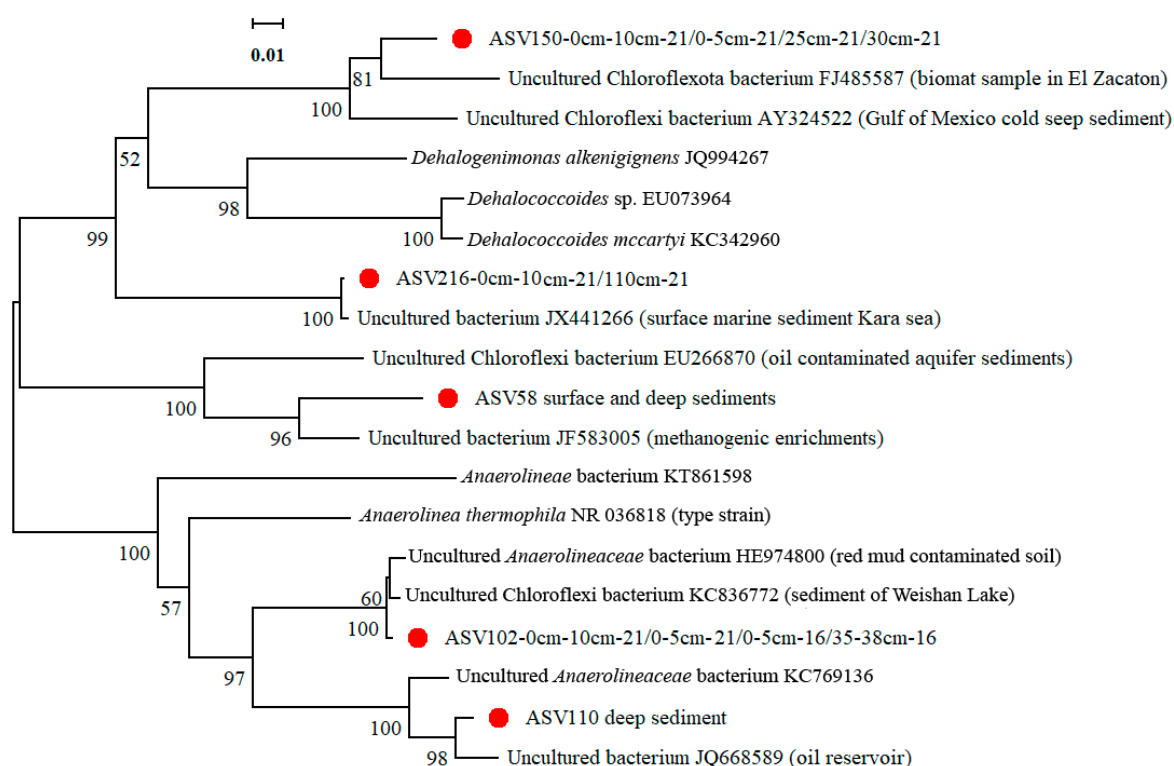 0.01
ASV150-0cm-10cm-21/0-5cm-21/25cm-21/30cm-21
81
Uncultured Chloroflexota bacterium FJ485587 (biomat sample in El Zacaton)
100
Uncultured Chloroflexi bacterium AY324522 (Gulf of Mexico cold seep sediment)
52
Dehalogenimonas alkenigignens JQ994267
98
Dehalococcoides sp. EU073964
99
100
Dehalococcoides mccartyi KC342960
ASV216-0cm-10cm-21/110cm-21
100
Uncultured bacterium JX441266 (surface marine sediment Kara sea)
Uncultured Chloroflexi bacterium EU266870 (oil contaminated aquifer sediments)
100
ASV58 surface and deep sediments
96
Uncultured bacterium JF583005 (methanogenic enrichments)
Anaerolineae bacterium KT861598
Anaerolinea thermophila NR 036818 (type strain)
100
Uncultured Anaerolineaceae bacterium HE974800 (red mud contaminated soil)
57
60
Uncultured Chloroflexi bacterium KC836772 (sediment of Weishan Lake)
100
ASV102-0cm-10cm-21/0-5cm-21/0-5cm-16/35-38cm-16
97
Uncultured Anaerolineaceae bacterium KC769136
100
ASV110 deep sediment
98
Uncultured bacterium JQ668589 (oil reservoir)